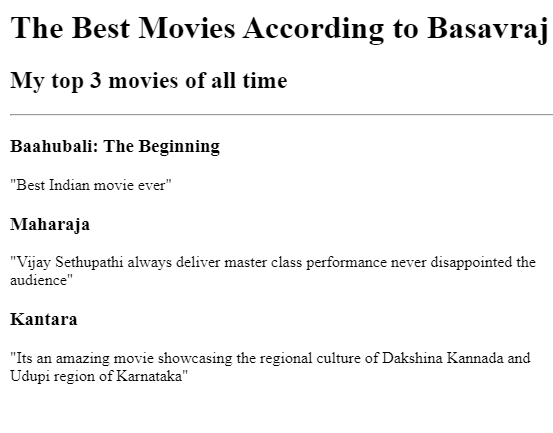 The Best Movies According to Basavraj
My top 3 movies of all time
Baahubali: The Beginning
"Best Indian movie ever"
Maharaja
"Vijay Sethupathi always deliver master class performance never disappointed the
audience"
Kantara
"Its an amazing movie showcasing the regional culture of Dakshina Kannada and
Udupi region of Karnataka"